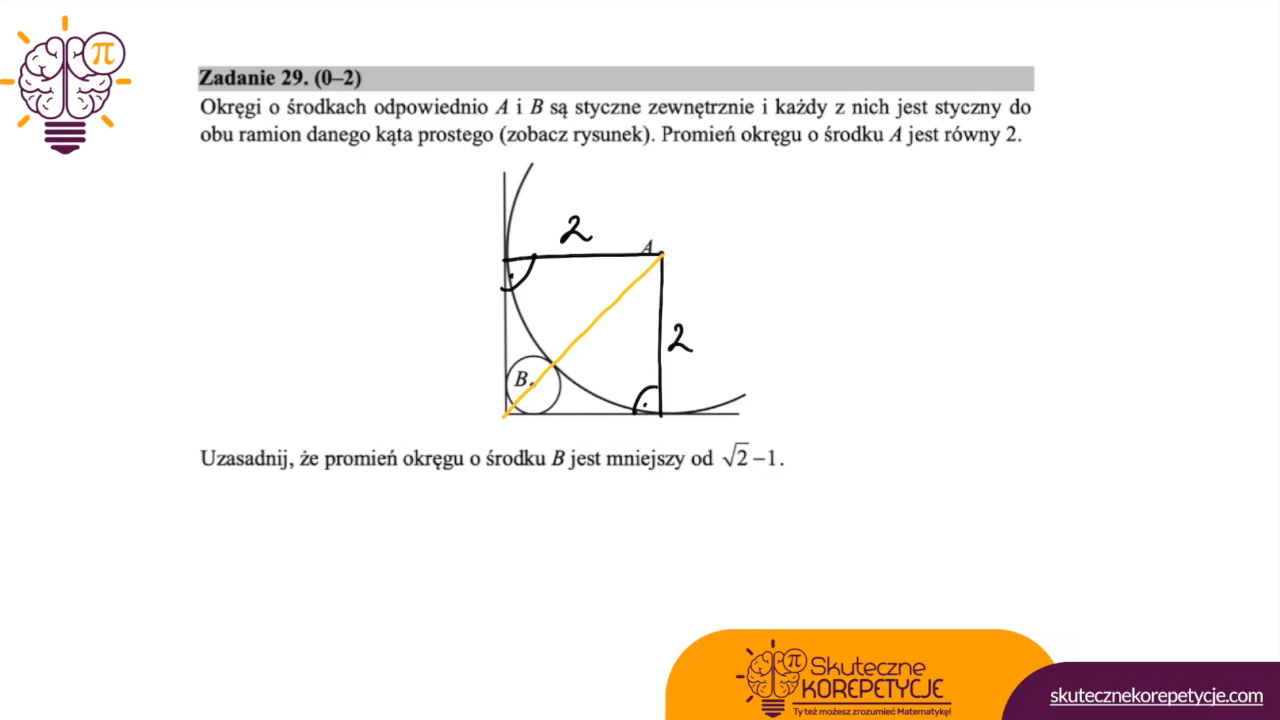 π
Zadanie 29. (0–2)
Okręgi o środkach odpowiednio A i B są styczne zewnętrznie i każdy z nich jest styczny do
obu ramion danego kąta prostego (zobacz rysunek). Promień okręgu o środku A jest równy 2.
2
A
2
B
Uzasadnij, że promień okręgu o środku B jest mniejszy od √2−1.
π
Skuteczne
KOREPETYCJE
Ty też możesz zrozumieć Matematykę!
skutecznekorepetycje.com